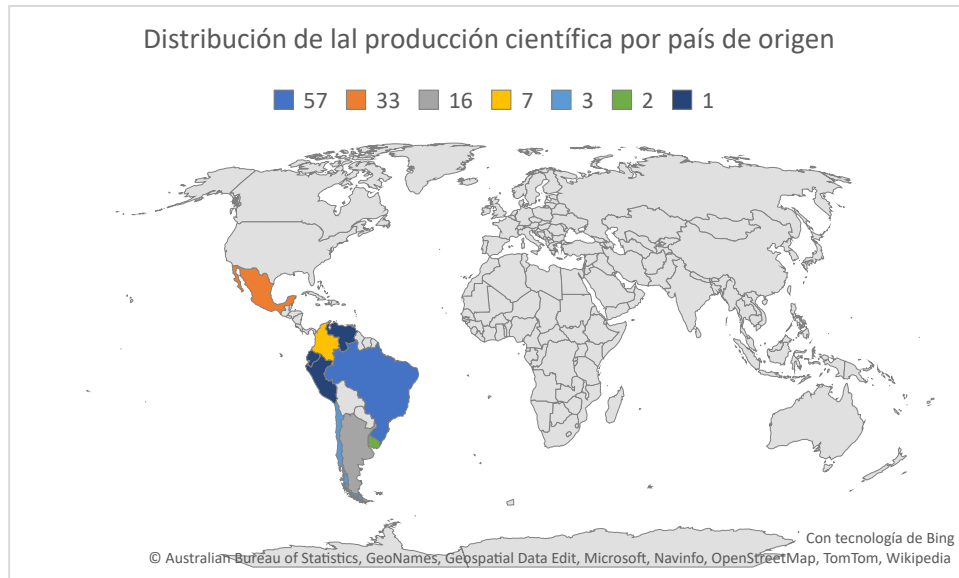 Distribución de lal producción científica por país de origen
57 33 16 7 3 2 1
Con tecnología de Bing
© Australian Bureau of Statistics, GeoNames, Geospatial Data Edit, Microsoft, Navinfo, OpenStreetMap, TomTom, Wikipedia